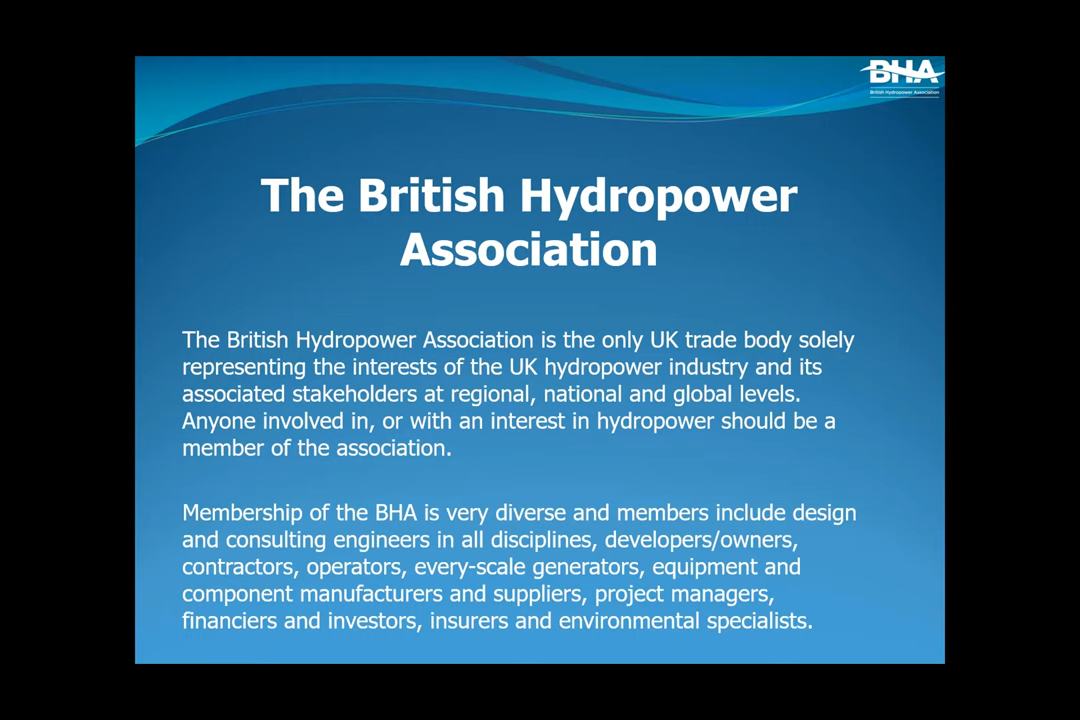 BHA
British Hydropower Association
The British Hydropower
Association
The British Hydropower Association is the only UK trade body solely
representing the interests of the UK hydropower industry and its
associated stakeholders at regional, national and global levels.
Anyone involved in, or with an interest in hydropower should be a
member of the association.
Membership of the BHA is very diverse and members include design
and consulting engineers in all disciplines, developers/owners,
contractors, operators, every-scale generators, equipment and
component manufacturers and suppliers, project managers,
financiers and investors, insurers and environmental specialists.